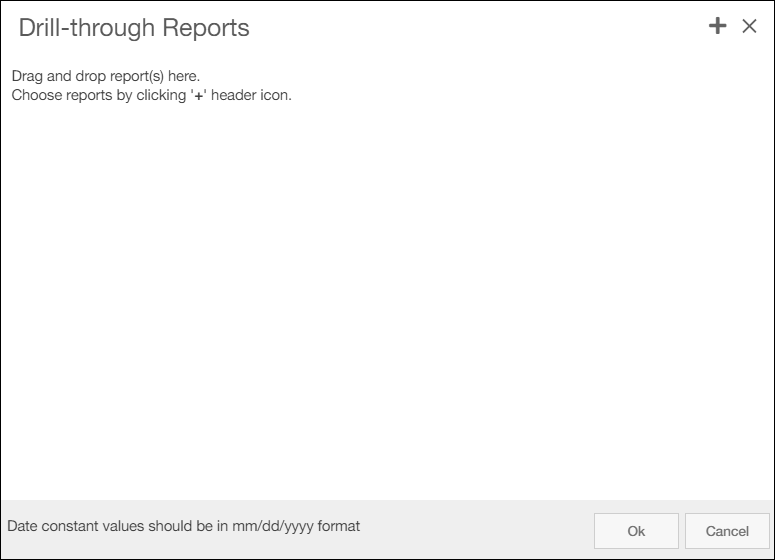 Drill-through Reports
Drag and drop report(s) here.
Choose reports by clicking '+' header icon.
Date constant values should be in mm/dd/yyyy format
Ok
Cancel